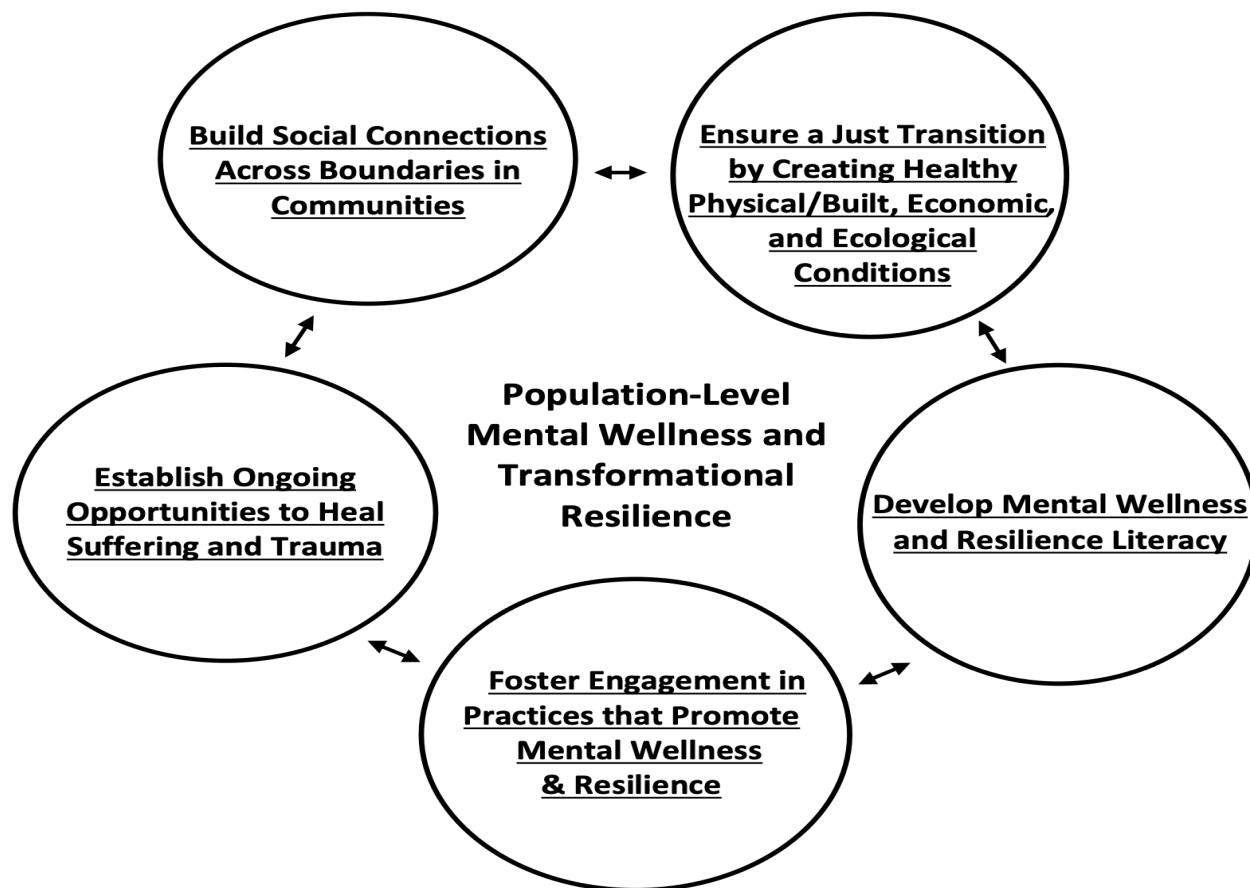 Build Social Connections
Across Boundaries in
Communities
Ensure a Just Transition
by Creating Healthy
Physical/Built, Economic,
and Ecological
Conditions
Population-Level
Mental Wellness and
Transformational
Resilience
Establish Ongoing
Opportunities to Heal
Suffering and Trauma
Develop Mental Wellness
and Resilience Literacy
Foster Engagement in
Practices that Promote
Mental Wellness
& Resilience